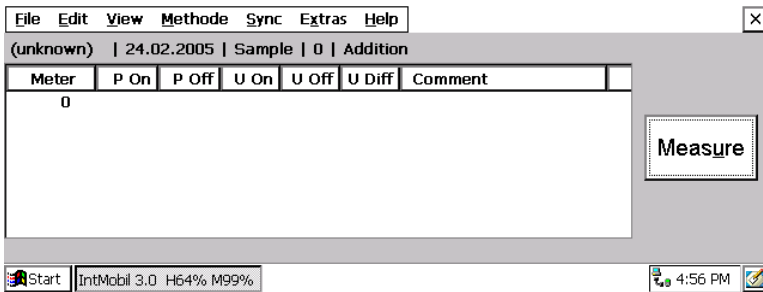 File Edit View Methode Sync Extras Help
(unknown) | 24.02.2005 | Sample | 0 | Addition
Meter P On P Off U On U Off U Diff Comment
0
Measure
Start IntMobil 3.0 H64% M99% 4:56 PM